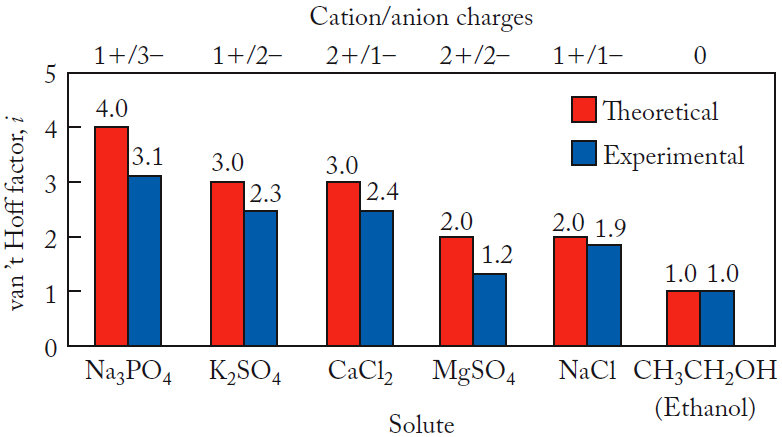 Cation/anion charges
1+/3− 1+/2− 2+/1− 2+/2− 1+/1− 0
5
4
3
2
1
0
van 't Hoff factor, i
4.0 3.1 3.0 2.3 3.0 2.4 2.0 1.2 2.0 1.9 1.0 1.0
Theoretical
Experimental
Na₃PO₄ K₂SO₄ CaCl₂ MgSO₄ NaCl CH₃CH₂OH
(Ethanol)
Solute